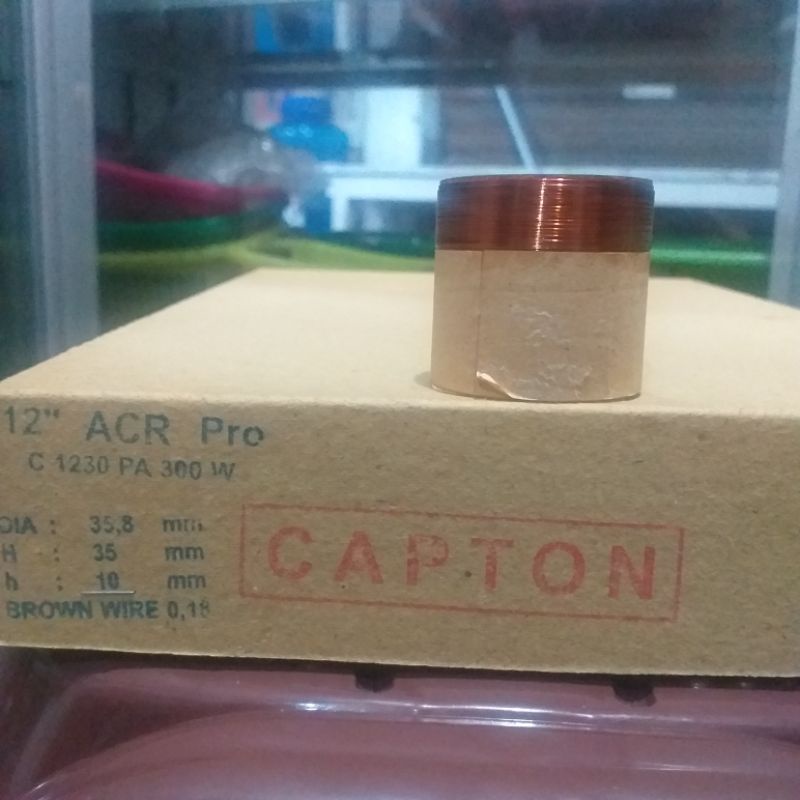 12" ACR Pro
C 1230 PA 300 W
DIA : 35,8 mm
H : 35 mm
h : 10 mm
BROWN WIRE 0,18
CAPTON